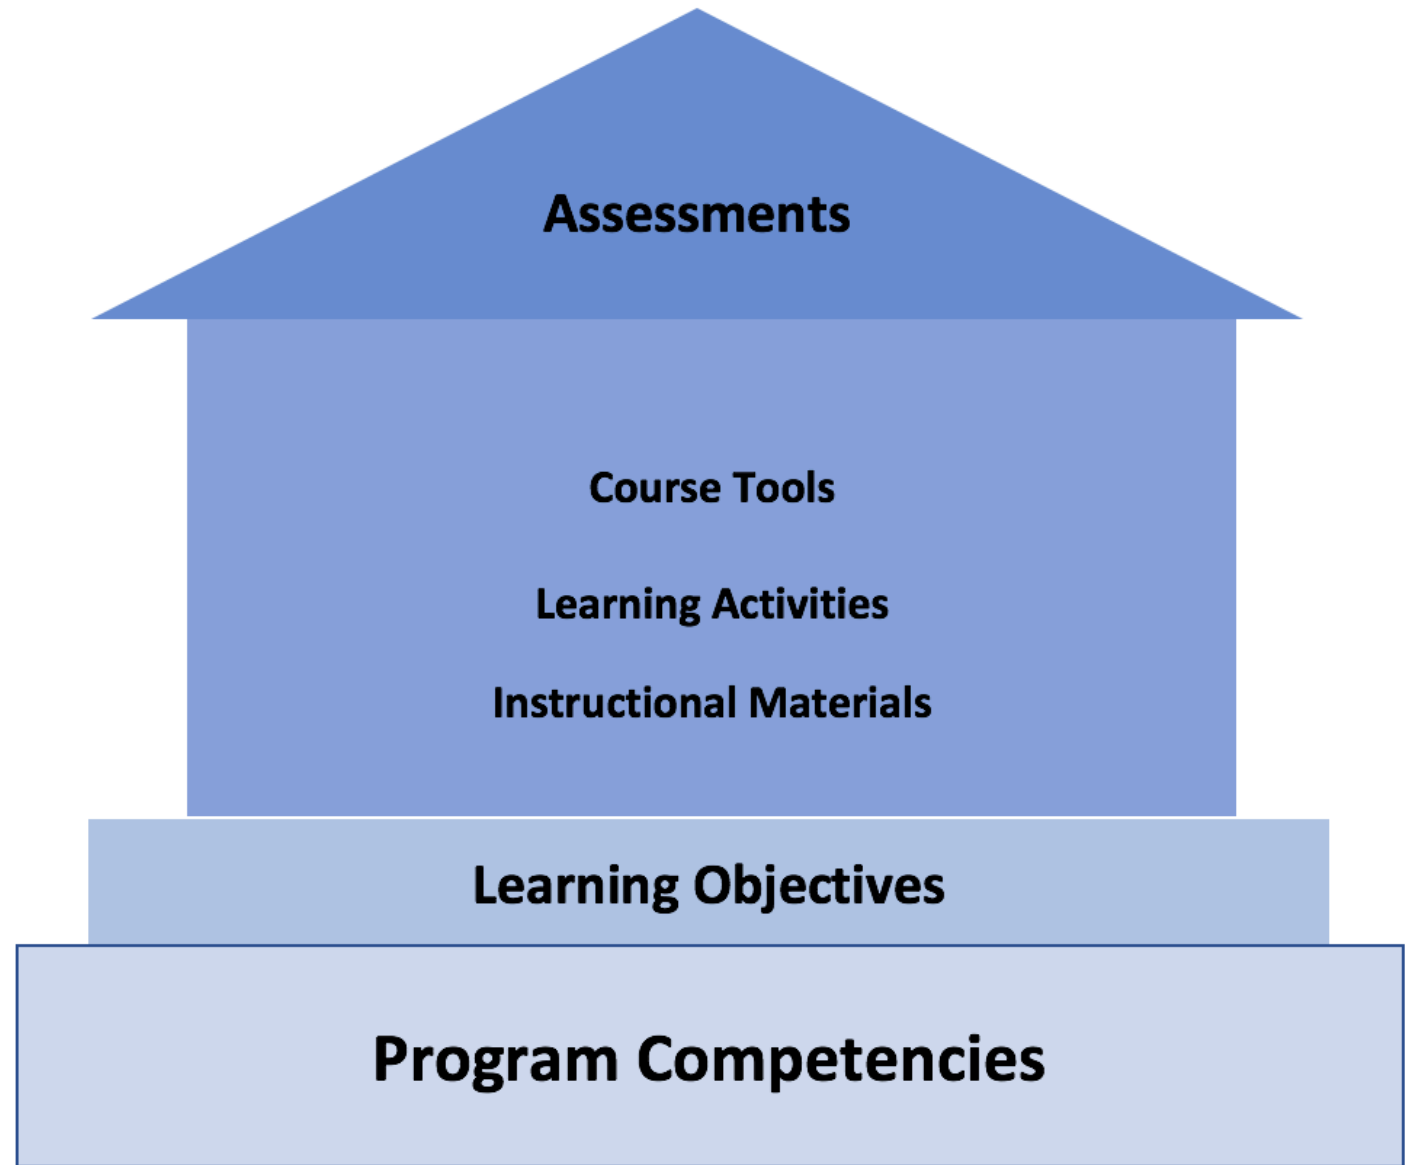 Assessments
Course Tools
Learning Activities
Instructional Materials
Learning Objectives
Program Competencies